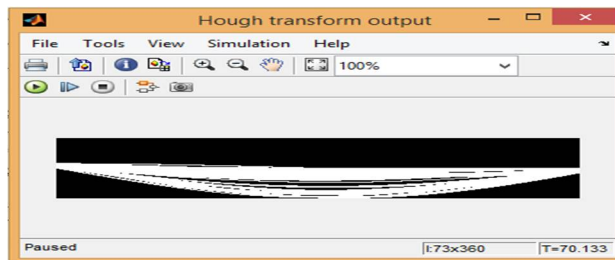 Hough transform output
File Tools View Simulation Help
100%
Paused I:73x360 T=70.133